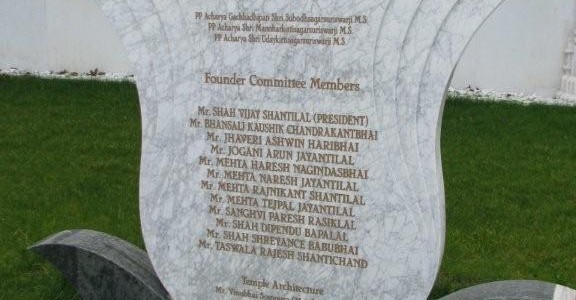 PP Acharya Gachhadhipati Shri Subodhsagarsuriswarji M.S.
PP Acharya Shri Manoharkirtisagarsuriswarji M.S.
PP Acharya Shri Udaykirtisagarsuriswarji M.S.
Founder Committee Members
Mr. SHAH VIJAY SHANTILAL (PRESIDENT)
Mr. BHANSALI KAUSHIK CHANDRAKANTBHAI
Mr. JHAVERI ASHWIN HARIBHAI
Mr. JOGANI ARUN JAYANTILAL
Mr. MEHTA HARESH NAGINDASBHAI
Mr. MEHTA NARESH JAYANTILAL
Mr. MEHTA RAJNIKANT SHANTILAL
Mr. MEHTA TEJPAL JAYANTILAL
Mr. SANGHVI PARESH RASIKLAL
Mr. SHAH DIPENDU BAPALAL
Mr. SHAH SHREYANCE BABUBHAI
Mr. TASWALA RAJESH SHANTICHAND
Temple Architecture
Mr. Vinubhai